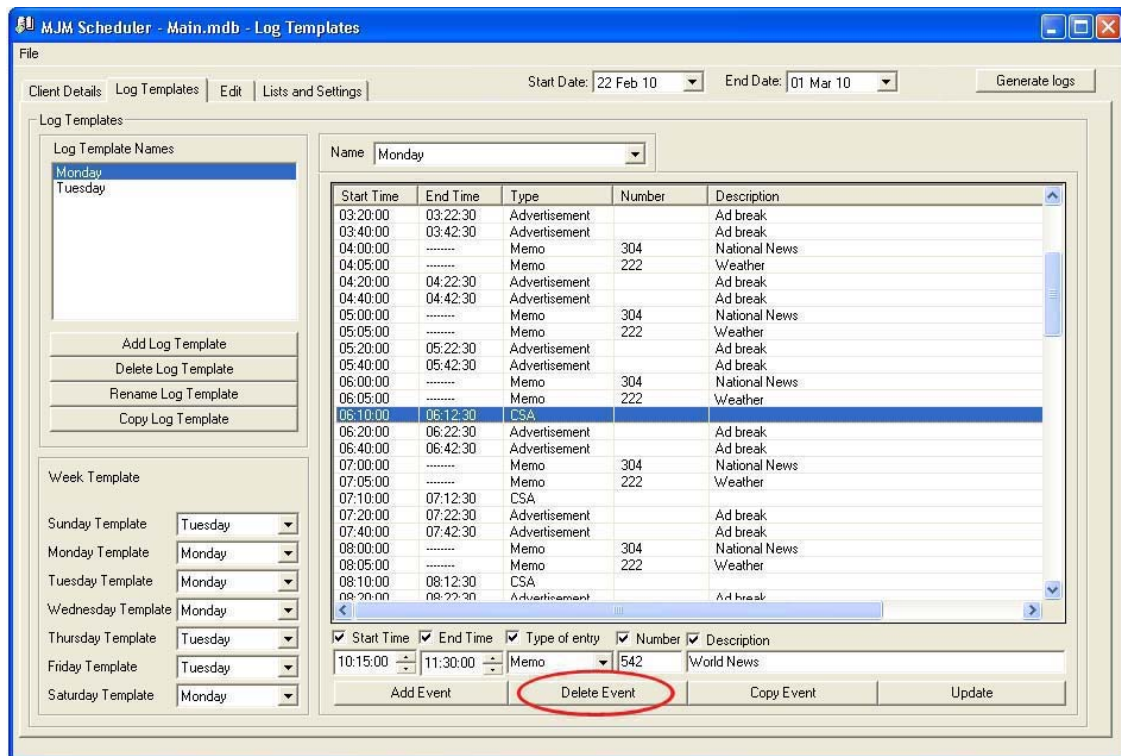 MJM Scheduler - Main.mdb - Log Templates
File
Client Details Log Templates Edit Lists and Settings Start Date: 22 Feb 10 End Date: 01 Mar 10 Generate logs
Log Templates
Log Template Names
Monday
Tuesday
Add Log Template
Delete Log Template
Rename Log Template
Copy Log Template
Week Template
Sunday Template Tuesday
Monday Template Monday
Tuesday Template Monday
Wednesday Template Monday
Thursday Template Tuesday
Friday Template Tuesday
Saturday Template Monday
Name Monday
Start Time End Time Type Number Description
03:20:00 03:22:30 Advertisement Ad break
03:40:00 03:42:30 Advertisement Ad break
04:00:00 -------- Memo 304 National News
04:05:00 -------- Memo 222 Weather
04:20:00 04:22:30 Advertisement Ad break
04:40:00 04:42:30 Advertisement Ad break
05:00:00 -------- Memo 304 National News
05:05:00 -------- Memo 222 Weather
05:20:00 05:22:30 Advertisement Ad break
05:40:00 05:42:30 Advertisement Ad break
06:00:00 -------- Memo 304 National News
06:05:00 -------- Memo 222 Weather
06:10:00 06:12:30 CSA
06:20:00 06:22:30 Advertisement Ad break
06:40:00 06:42:30 Advertisement Ad break
07:00:00 -------- Memo 304 National News
07:05:00 -------- Memo 222 Weather
07:10:00 07:12:30 CSA
07:20:00 07:22:30 Advertisement Ad break
07:40:00 07:42:30 Advertisement Ad break
08:00:00 -------- Memo 304 National News
08:05:00 -------- Memo 222 Weather
08:10:00 08:12:30 CSA
08:20:00 08:22:30 Advertisement Ad break
Start Time End Time Type of entry Number Description
10:15:00 11:30:00 Memo 542 World News
Add Event Delete Event Copy Event Update